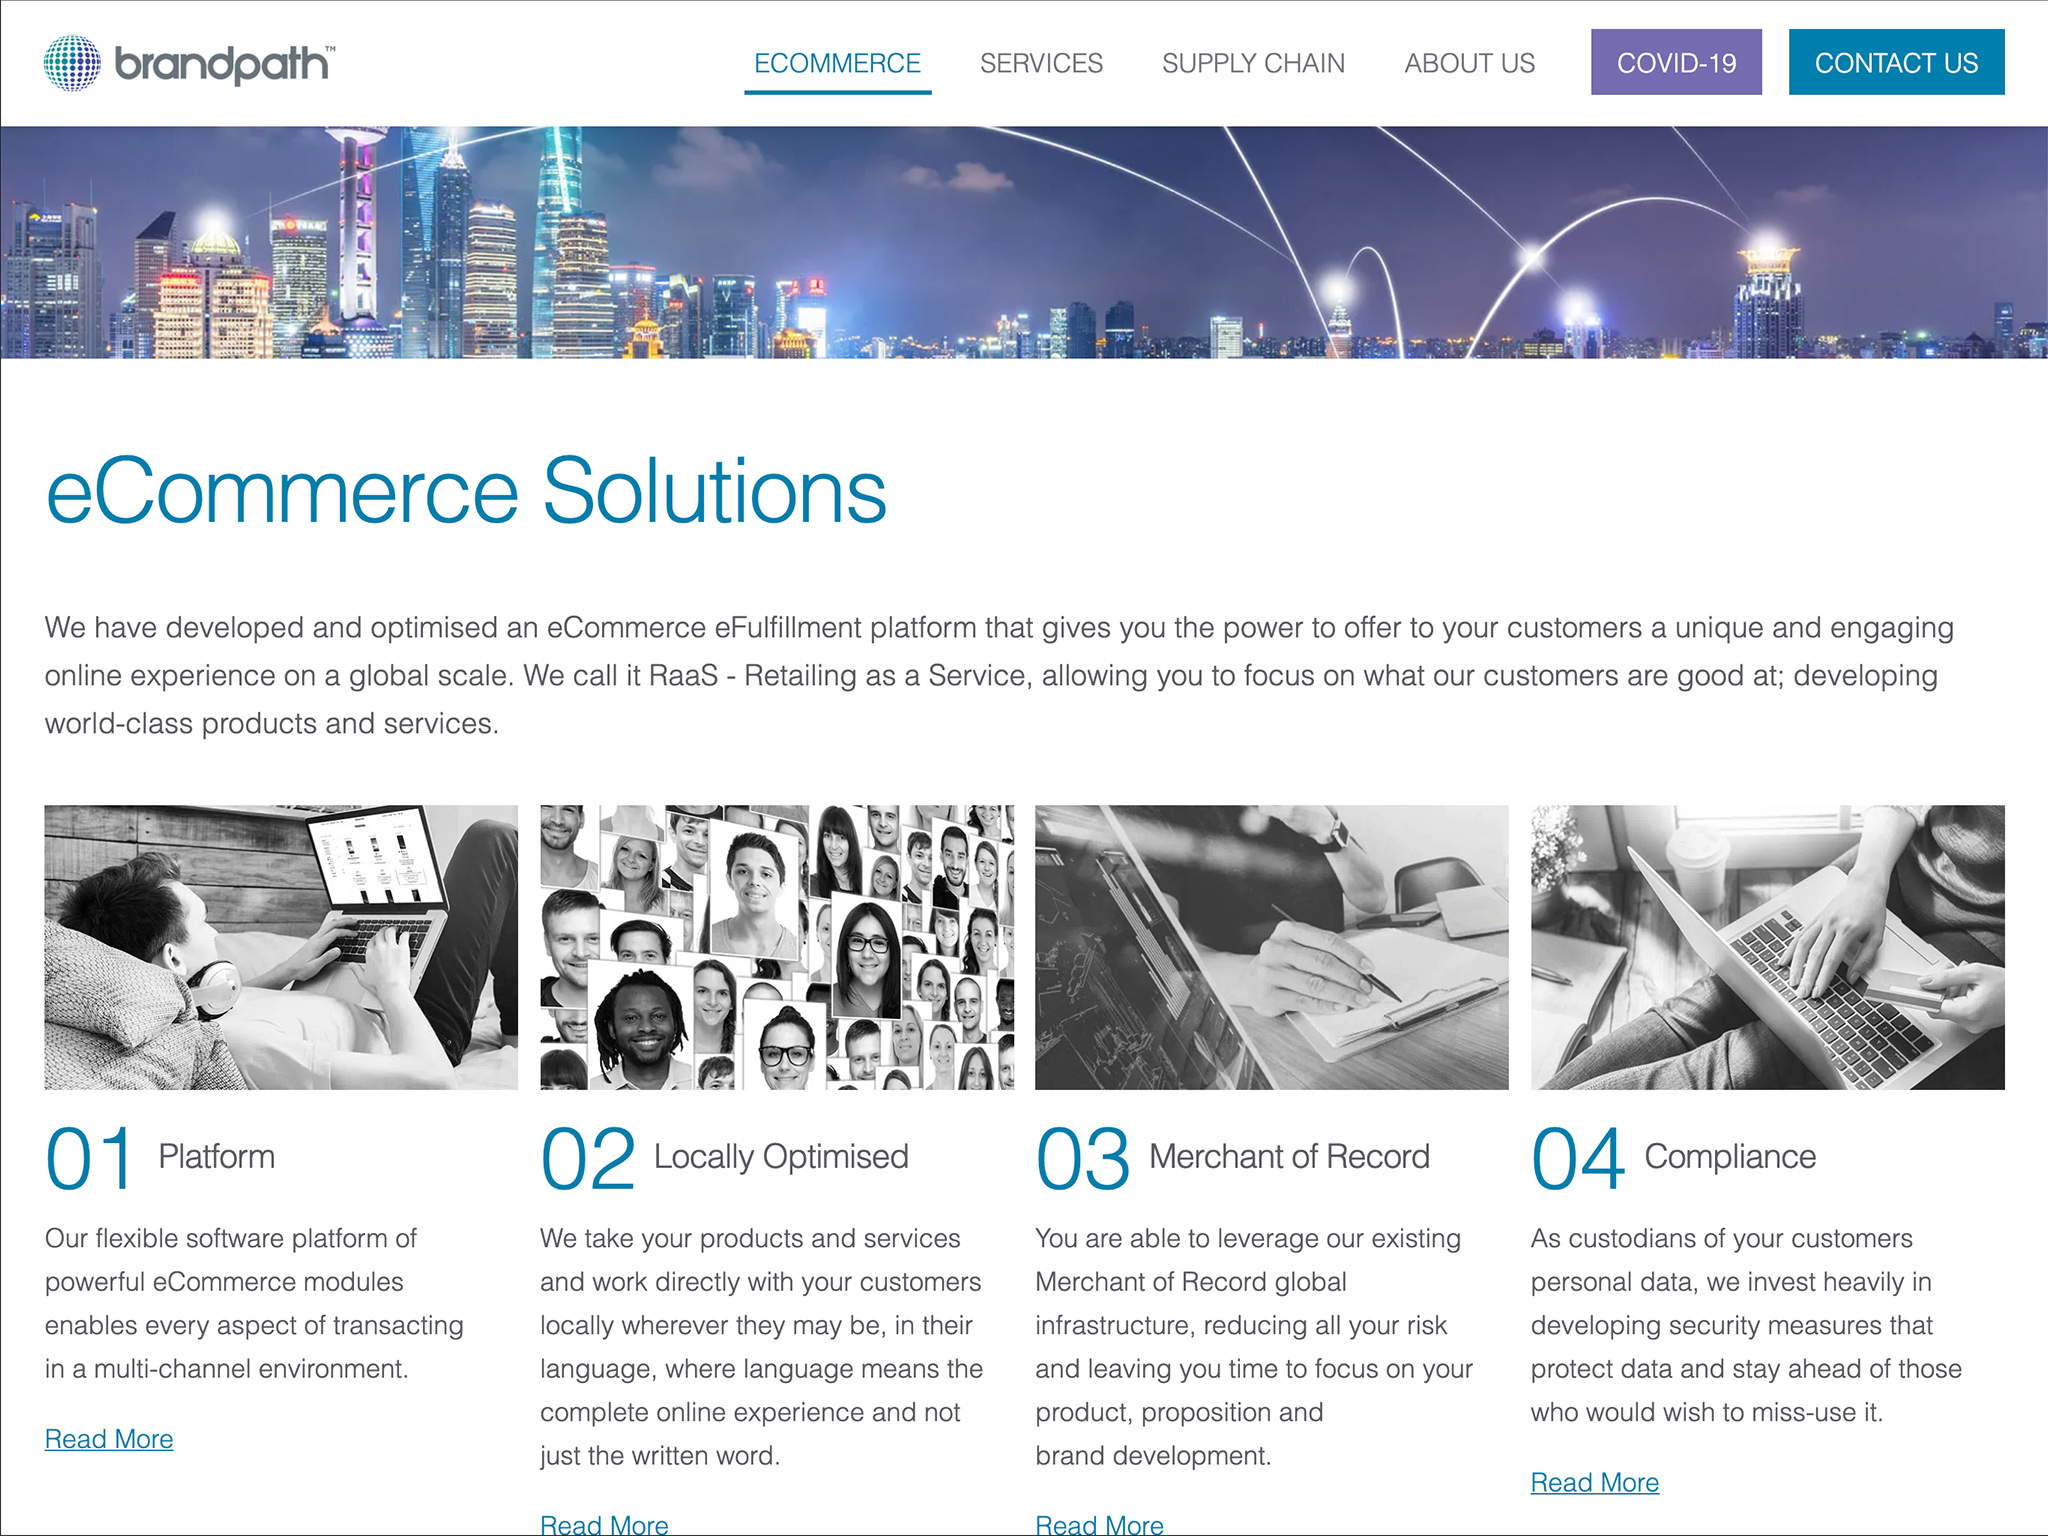 brandpath™
ECOMMERCE
SERVICES
SUPPLY CHAIN
ABOUT US
COVID-19
CONTACT US
eCommerce Solutions
We have developed and optimised an eCommerce eFulfillment platform that gives you the power to offer to your customers a unique and engaging
online experience on a global scale. We call it RaaS - Retailing as a Service, allowing you to focus on what our customers are good at; developing
world-class products and services.
01 Platform
Our flexible software platform of
powerful eCommerce modules
enables every aspect of transacting
in a multi-channel environment.
Read More
02 Locally Optimised
We take your products and services
and work directly with your customers
locally wherever they may be, in their
language, where language means the
complete online experience and not
just the written word.
Read More
03 Merchant of Record
You are able to leverage our existing
Merchant of Record global
infrastructure, reducing all your risk
and leaving you time to focus on your
product, proposition and
brand development.
Read More
04 Compliance
As custodians of your customers
personal data, we invest heavily in
developing security measures that
protect data and stay ahead of those
who would wish to miss-use it.
Read More